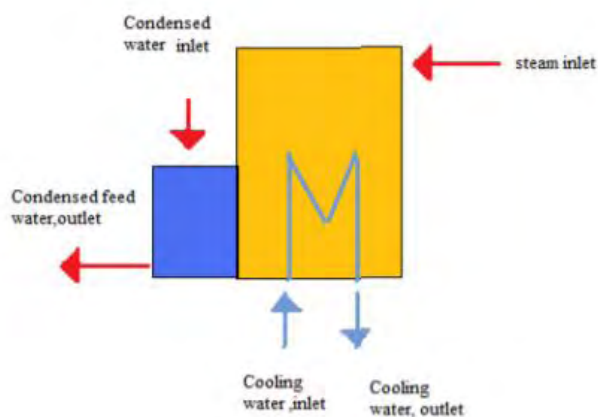 Condensed
water inlet
steam inlet
Condensed feed
water,outlet
Cooling
water ,inlet
Cooling
water, outlet